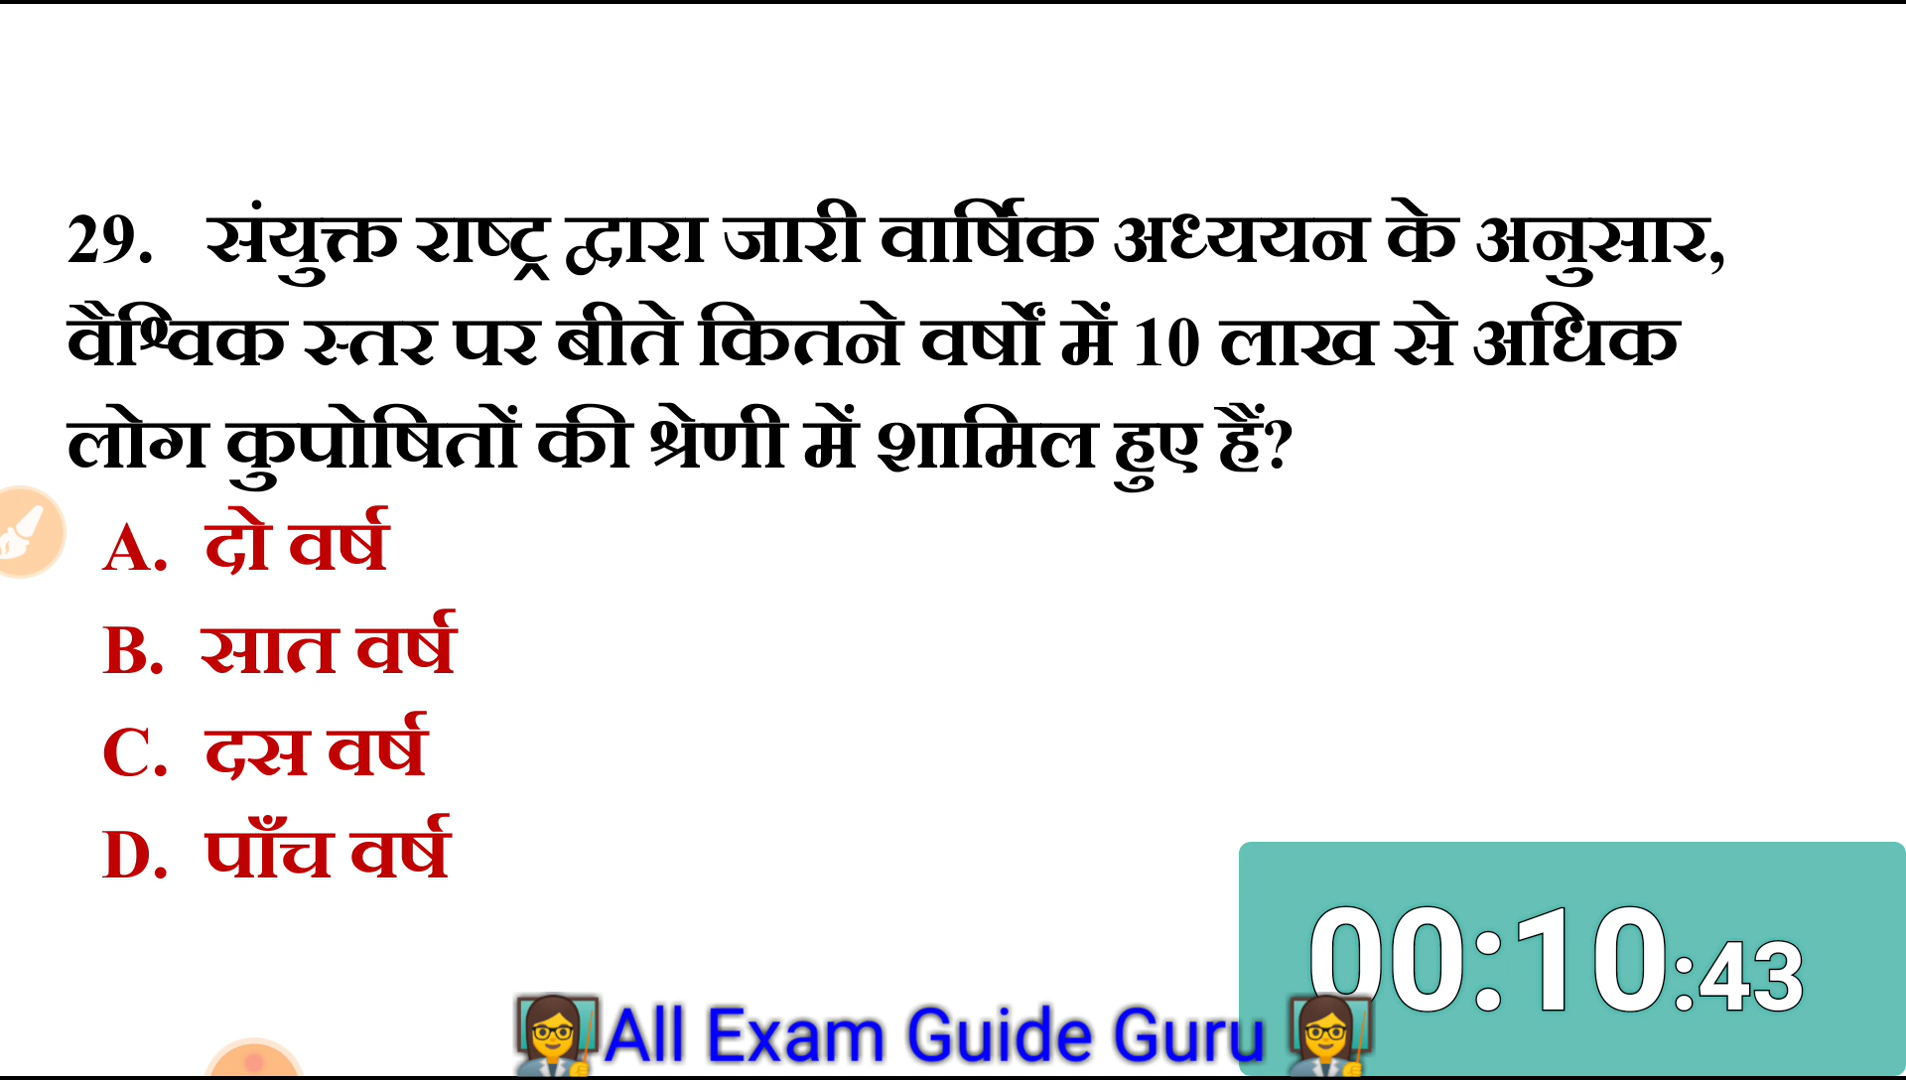 29. संयुक्त राष्ट्र द्वारा जारी वार्षिक अध्ययन के अनुसार,
वैश्विक स्तर पर बीते कितने वर्षों में 10 लाख से अधिक
लोग कुपोषितों की श्रेणी में शामिल हुए हैं?
A. दो वर्ष
B. सात वर्ष
C. दस वर्ष
D. पाँच वर्ष
00:10:43
All Exam Guide Guru